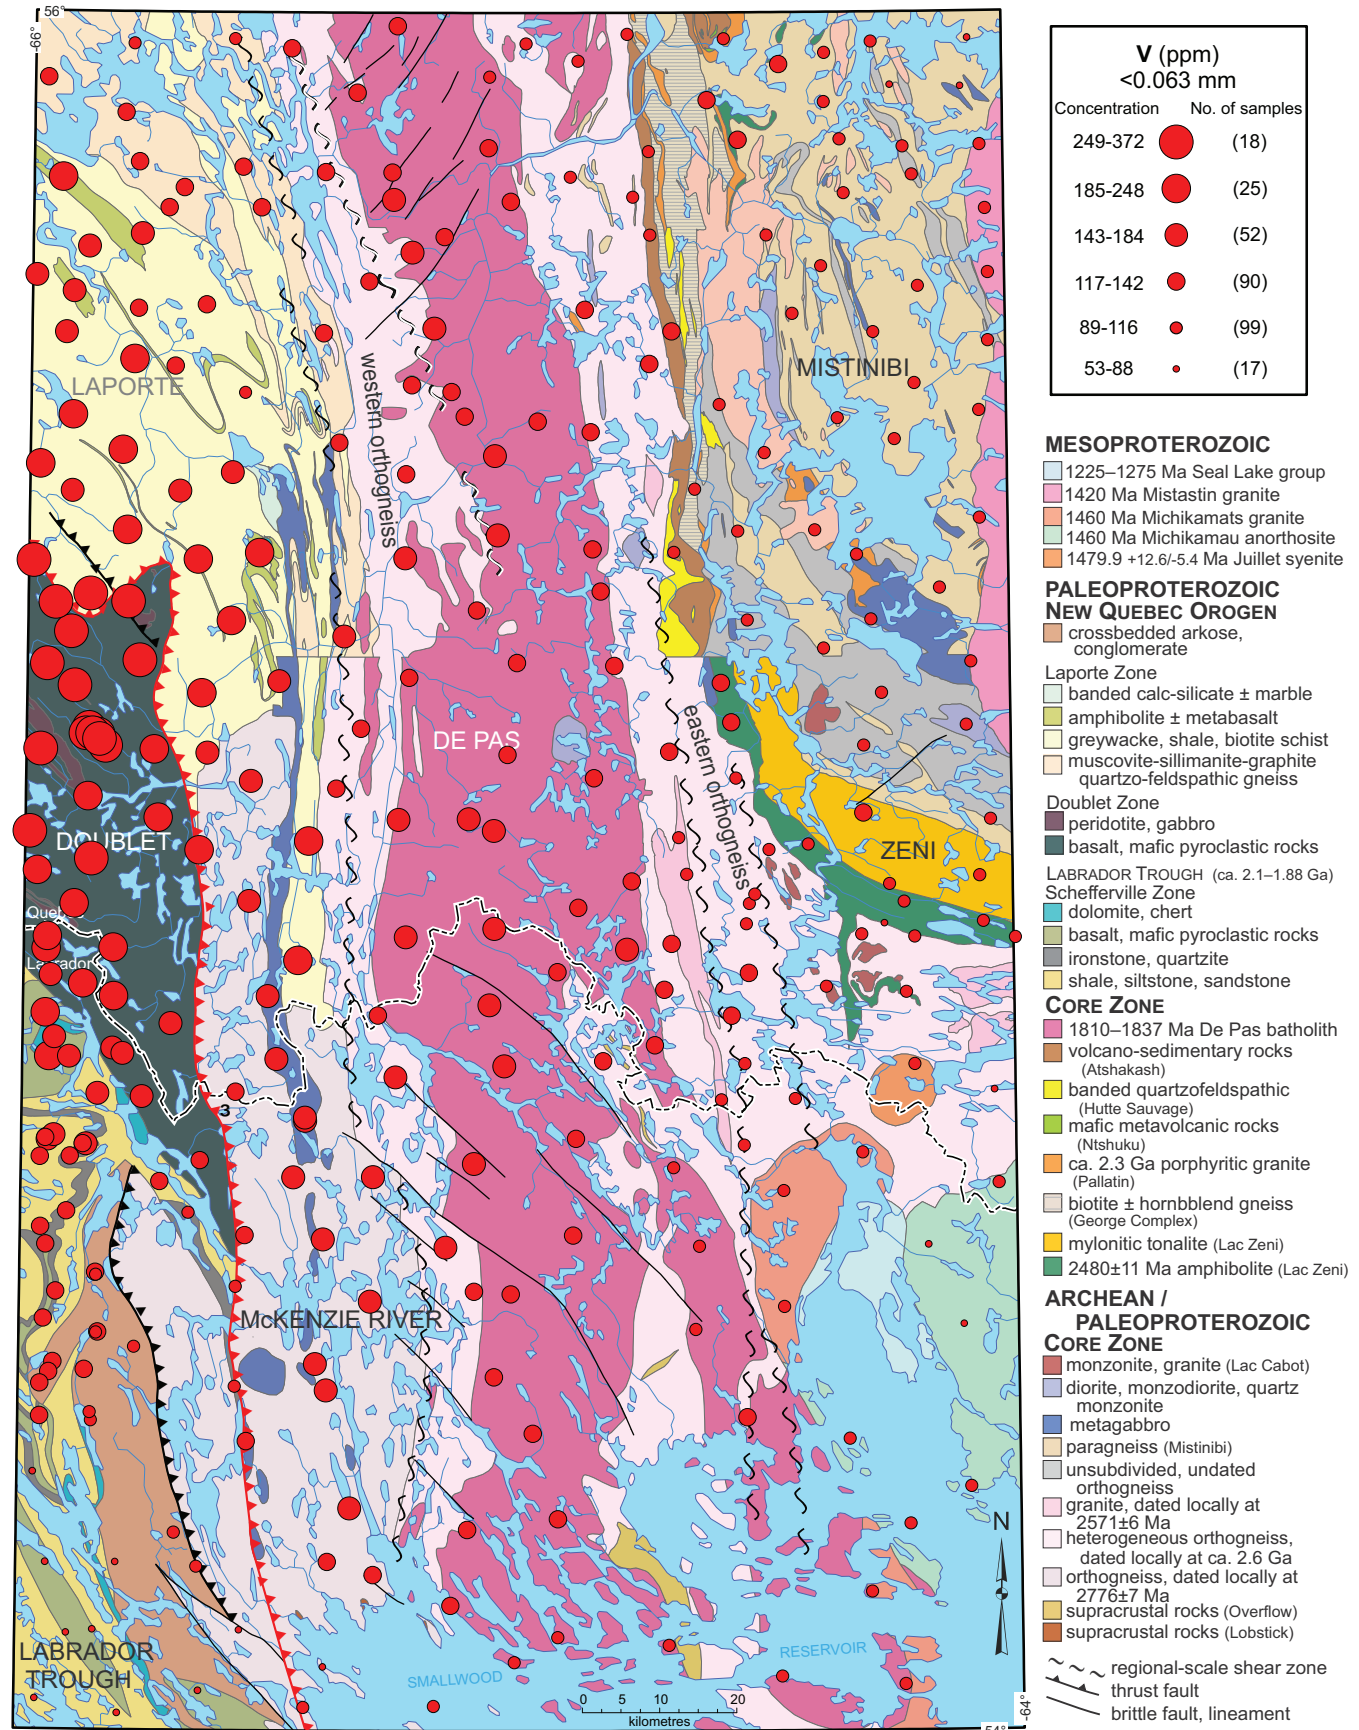 56°
-66°
LAPORTE
western orthogneiss
MISTINIBI
DE PAS
eastern orthogneiss
DOUBLET
ZENI
Quebec
Labrador
3
McKENZIE RIVER
LABRADOR
TROUGH
SMALLWOOD
RESERVOIR
0 5 10 20
kilometres
N
-64°
54°
V (ppm)
<0.063 mm
Concentration No. of samples
249-372 (18)
185-248 (25)
143-184 (52)
117-142 (90)
89-116 (99)
53-88 (17)
MESOPROTEROZOIC
1225–1275 Ma Seal Lake group
1420 Ma Mistastin granite
1460 Ma Michikamats granite
1460 Ma Michikamau anorthosite
1479.9 +12.6/-5.4 Ma Juillet syenite
PALEOPROTEROZOIC
NEW QUEBEC OROGEN
crossbedded arkose,
conglomerate
Laporte Zone
banded calc-silicate ± marble
amphibolite ± metabasalt
greywacke, shale, biotite schist
muscovite-sillimanite-graphite
quartzo-feldspathic gneiss
Doublet Zone
peridotite, gabbro
basalt, mafic pyroclastic rocks
LABRADOR TROUGH (ca. 2.1–1.88 Ga)
Schefferville Zone
dolomite, chert
basalt, mafic pyroclastic rocks
ironstone, quartzite
shale, siltstone, sandstone
CORE ZONE
1810–1837 Ma De Pas batholith
volcano-sedimentary rocks
(Atshakash)
banded quartzofeldspathic
(Hutte Sauvage)
mafic metavolcanic rocks
(Ntshuku)
ca. 2.3 Ga porphyritic granite
(Pallatin)
biotite ± hornbblend gneiss
(George Complex)
mylonitic tonalite (Lac Zeni)
2480±11 Ma amphibolite (Lac Zeni)
ARCHEAN /
PALEOPROTEROZOIC
CORE ZONE
monzonite, granite (Lac Cabot)
diorite, monzodiorite, quartz
monzonite
metagabbro
paragneiss (Mistinibi)
unsubdivided, undated
orthogneiss
granite, dated locally at
2571±6 Ma
heterogeneous orthogneiss,
dated locally at ca. 2.6 Ga
orthogneiss, dated locally at
2776±7 Ma
supracrustal rocks (Overflow)
supracrustal rocks (Lobstick)
regional-scale shear zone
thrust fault
brittle fault, lineament